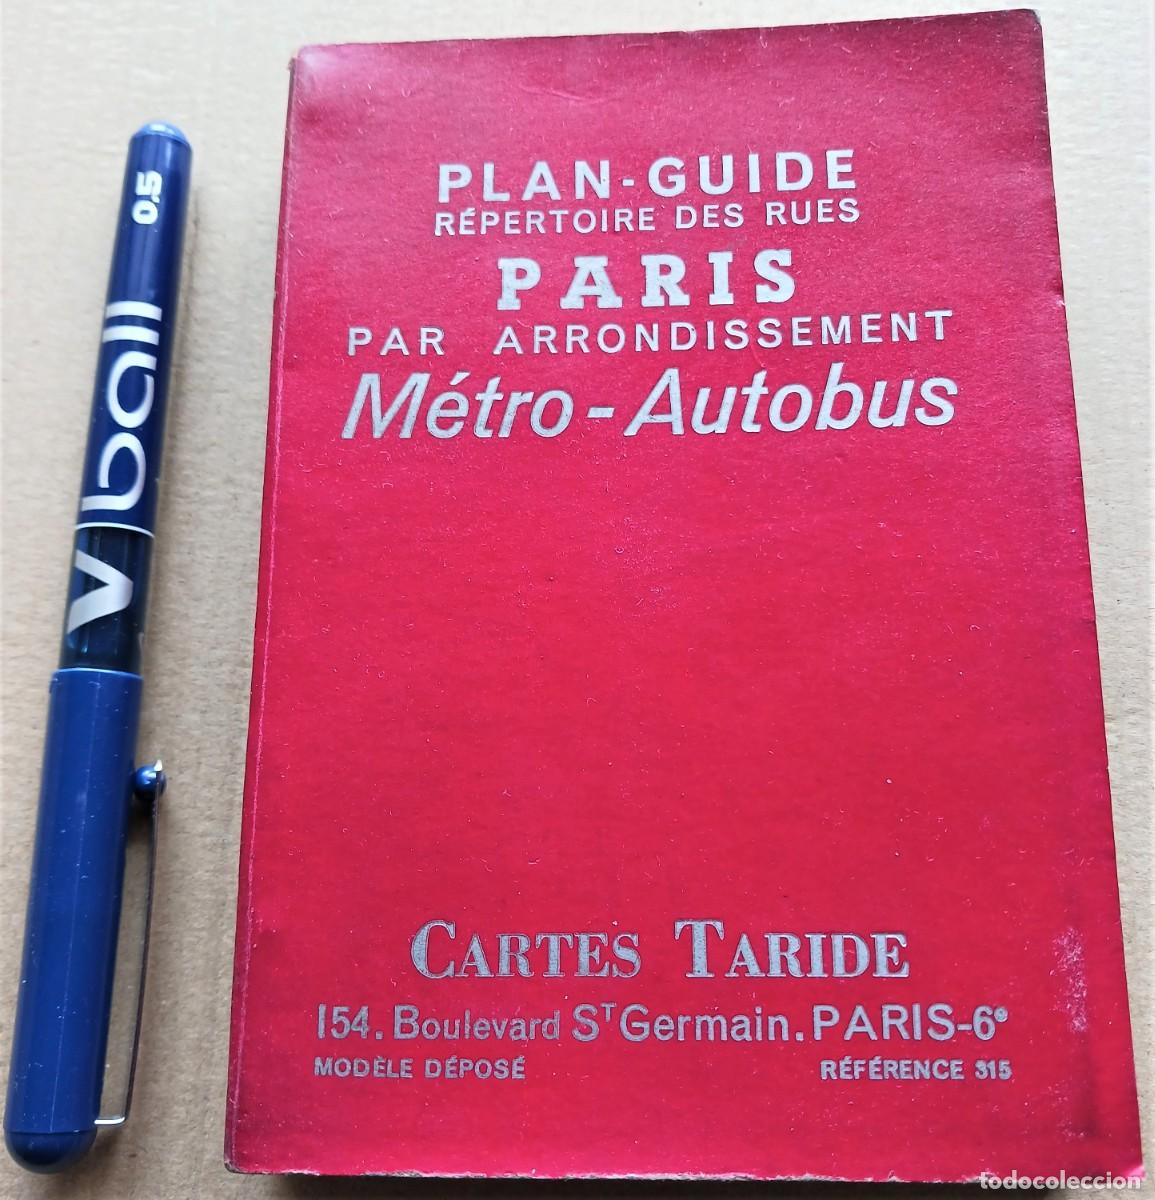 PLAN-GUIDE
RÉPERTOIRE DES RUES
PARIS
PAR ARRONDISSEMENT
Métro-Autobus
CARTES TARIDE
154. Boulevard ST Germain. PARIS-6e
MODÈLE DÉPOSÉ RÉFÉRENCE 315
V ball 0.5
todocoleccion